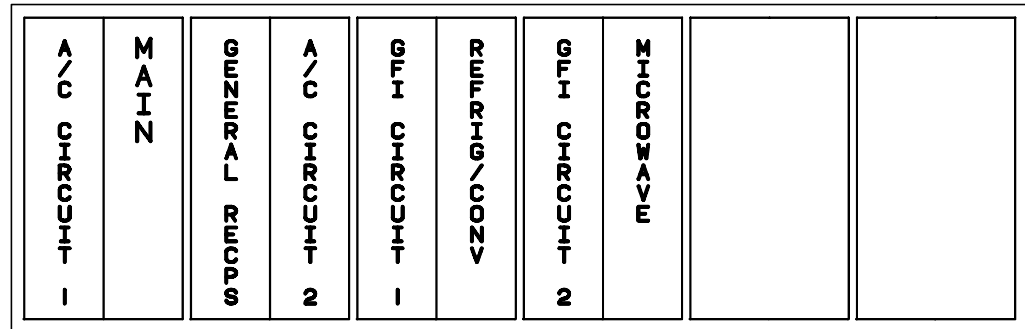 A/C CIRCUIT 1
MAIN
GENERAL RECPS
A/C CIRCUIT 2
GFI CIRCUIT 1
REFRIG/CONV
GFI CIRCUIT 2
MICROWAVE